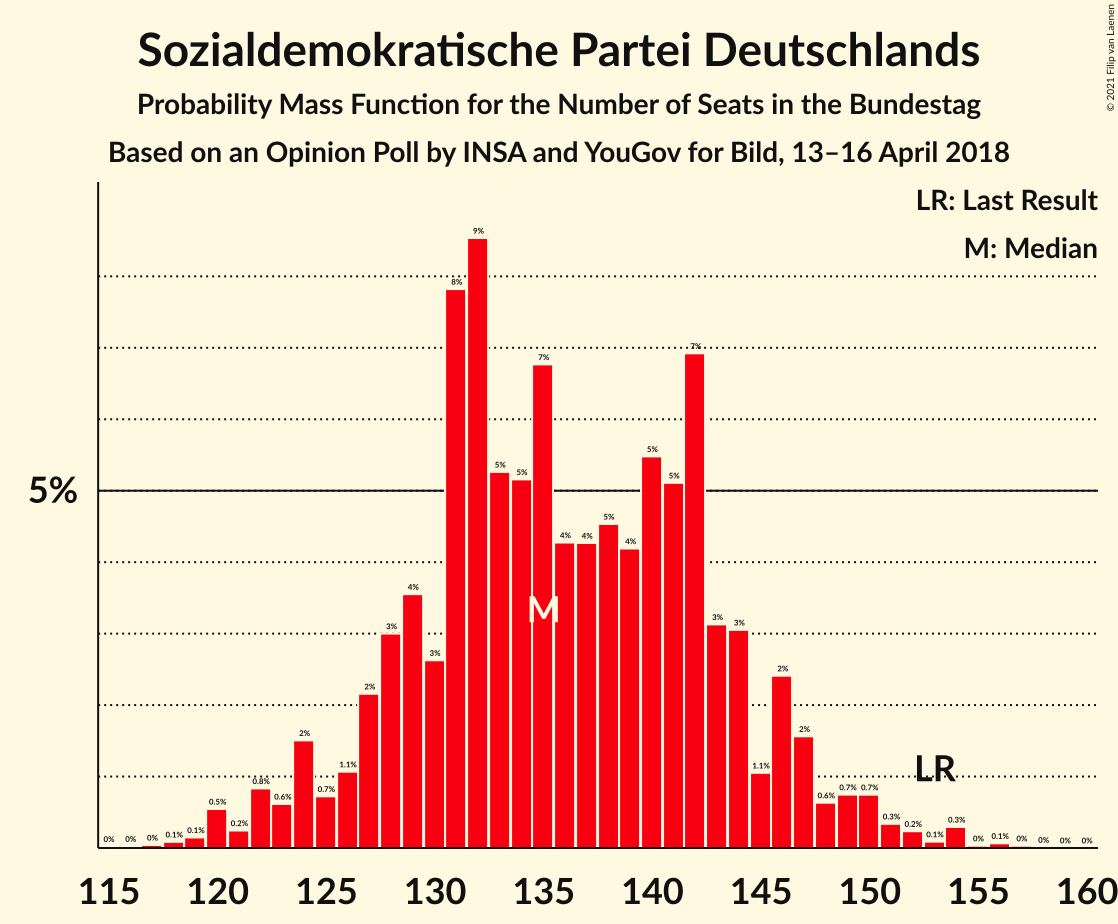 Sozialdemokratische Partei Deutschlands
Probability Mass Function for the Number of Seats in the Bundestag
Based on an Opinion Poll by INSA and YouGov for Bild, 13–16 April 2018
© 2021 Filip van Laenen
LR: Last Result
M: Median
5%
0% 0% 0% 0.1% 0.1% 0.5% 0.2% 0.8% 0.6% 2% 0.7% 1.1% 2% 3% 4% 3% 8% 9% 5% 5% 7% 4% 4% 5% 4% 5% 5% 7% 3% 3% 1.1% 2% 2% 0.6% 0.7% 0.7% 0.3% 0.2% 0.1% 0.3% 0% 0.1% 0% 0% 0% 0%
M
LR
115 120 125 130 135 140 145 150 155 160